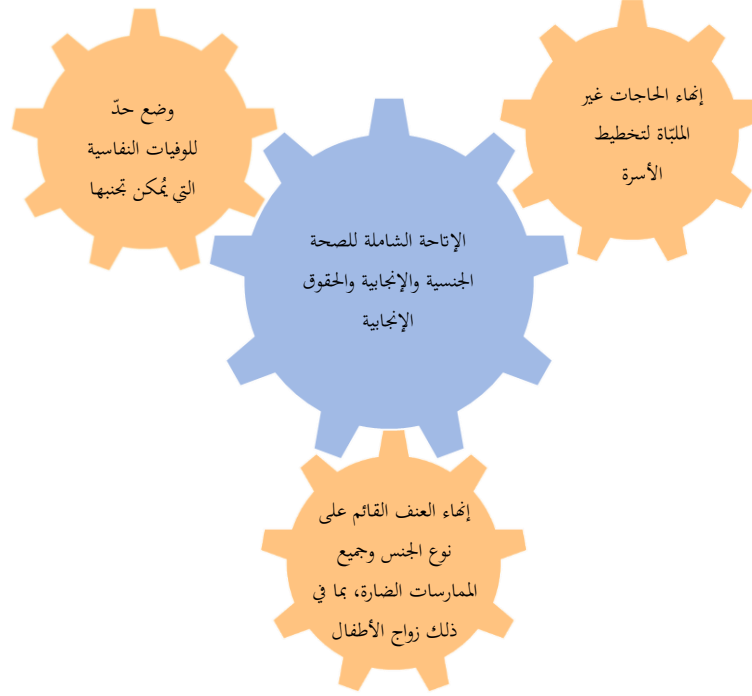 إنهاء الحاجات غير
الملبّاة لتخطيط
الأسرة
وضع حدّ
للوفيات النفاسية
التي يُمكن تجنبها
الإتاحة الشاملة للصحة
الجنسية والإنجابية والحقوق
الإنجابية
إنهاء العنف القائم على
نوع الجنس وجميع
الممارسات الضارة، بما في
ذلك زواج الأطفال